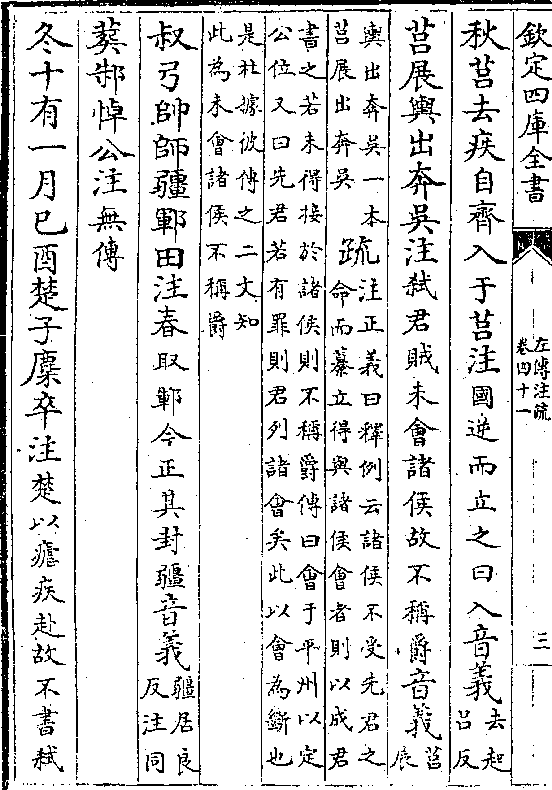 欽定四庫全書
左傳注疏
卷四十一
三
秋莒去疾自齊入于莒注國逆而立之曰入音義去起
吕反
莒展輿出奔吳注弑君賊未會諸侯故不稱爵音義莒
展
輿出奔吳一本
莒展出奔吳
疏注正義曰釋例云諸侯不受先君之
命而簒立得與諸侯會者則以成君
書之若未得接於諸侯則不稱爵傳曰會于平州以定
公位又曰先君若有罪則君列諸會矣此以會為斷也
是杜據彼傳之二文知
此為未會諸侯不稱爵
叔弓帥師疆鄆田注春取鄆今正其封疆音義疆居良
反注同
葬邾悼公注無傳
冬十有一月己酉楚子麇卒注楚以瘧疾赴故不書弑